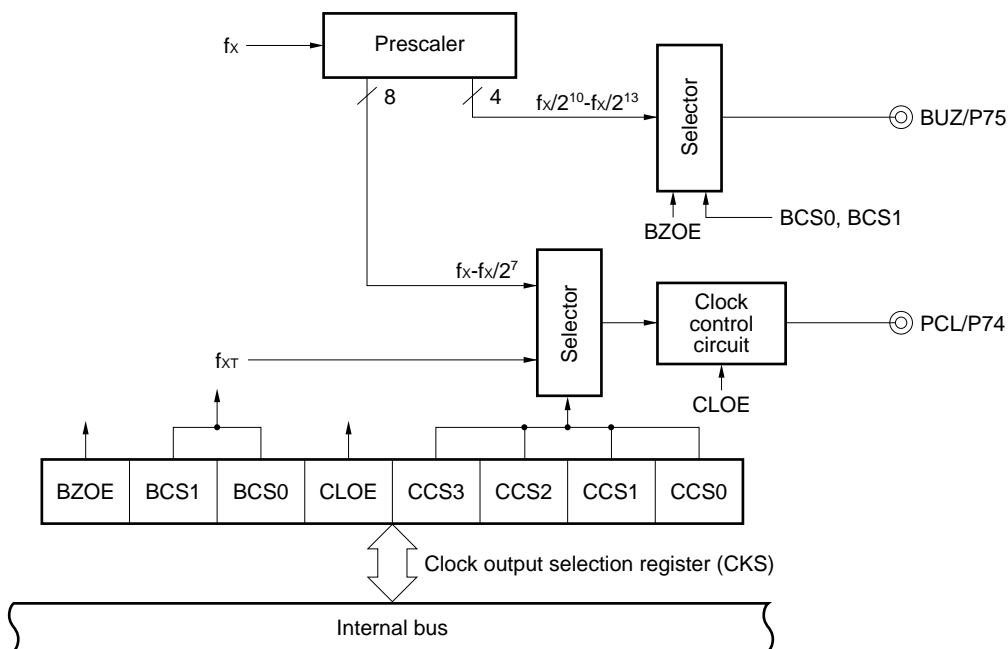 Prescaler
fX
8
4
fX/2¹⁰-fX/2¹³
Selector
BUZ/P75
BZOE
BCS0, BCS1
fX-fX/2⁷
Selector
Clock
control
circuit
PCL/P74
fXT
CLOE
BZOE BCS1 BCS0 CLOE CCS3 CCS2 CCS1 CCS0
Clock output selection register (CKS)
Internal bus